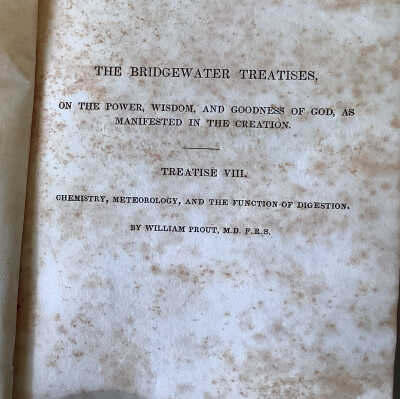 THE BRIDGEWATER TREATISES,
ON THE POWER, WISDOM, AND GOODNESS OF GOD, AS
MANIFESTED IN THE CREATION.
TREATISE VIII.
CHEMISTRY, METEOROLOGY, AND THE FUNCTION OF DIGESTION.
BY WILLIAM PROUT, M.D. F.R.S.